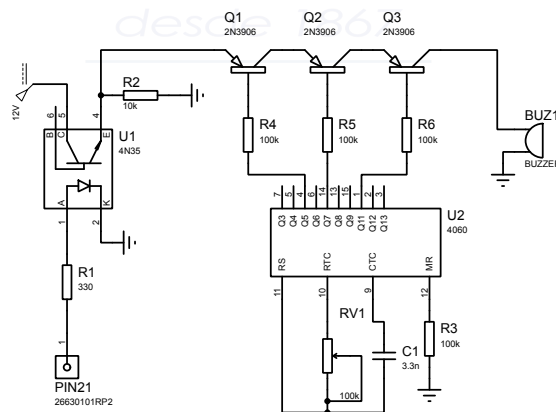 desde 1867
Q1
2N3906
Q2
2N3906
Q3
2N3906
12V
B
6
C
5
E
4
U1
4N35
A
1
K
2
R2
10k
R4
100k
R5
100k
R6
100k
BUZ1
BUZZER
7
5
4
6
14
13
15
1
2
3
Q3
Q4
Q5
Q6
Q7
Q8
Q9
Q11
Q12
Q13
U2
4060
RS
RTC
CTC
MR
11
10
9
12
R1
330
1
PIN21
26630101RP2
RV1
100k
C1
3.3n
R3
100k